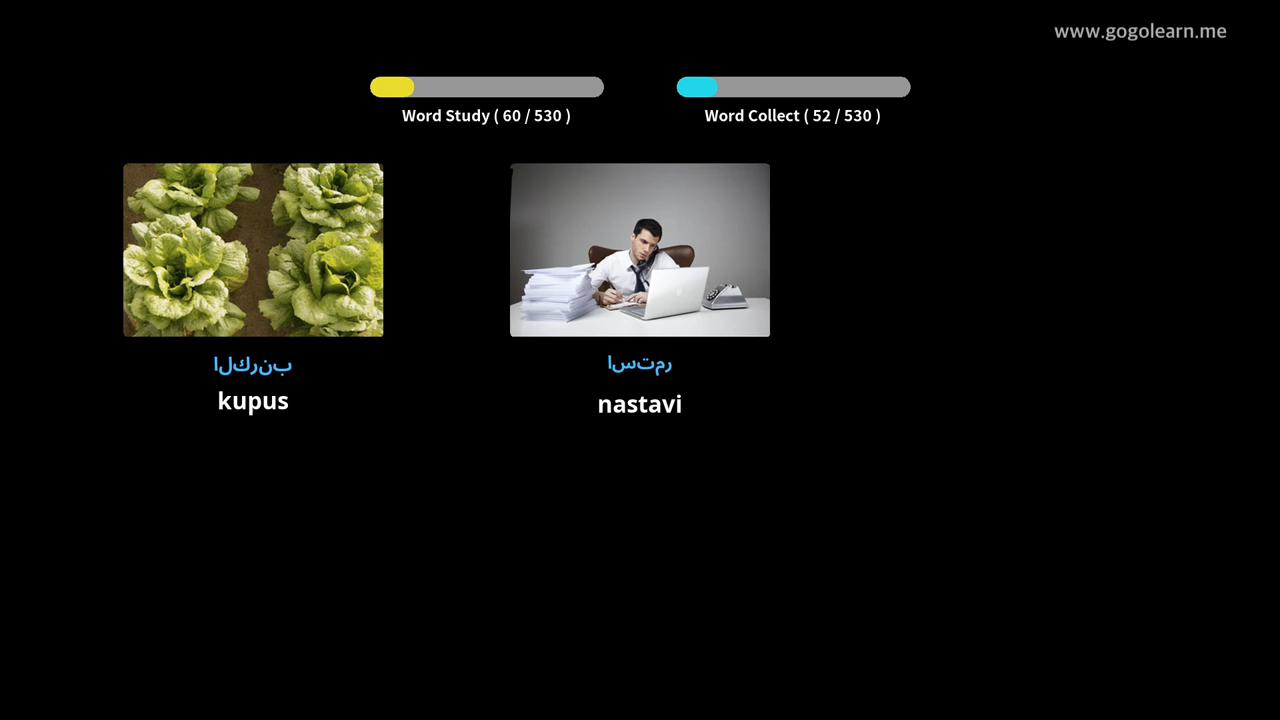 www.gogolearn.me
Word Study ( 60 / 530 )
Word Collect ( 52 / 530 )
الكرنب
kupus
استمر
nastavi